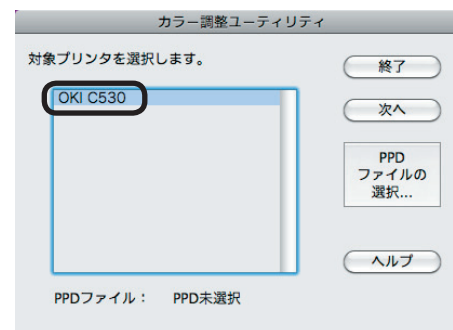 カラー調整ユーティリティ
対象プリンタを選択します。
OKI C530
終了
次へ
PPD
ファイルの
選択...
ヘルプ
PPDファイル： PPD未選択